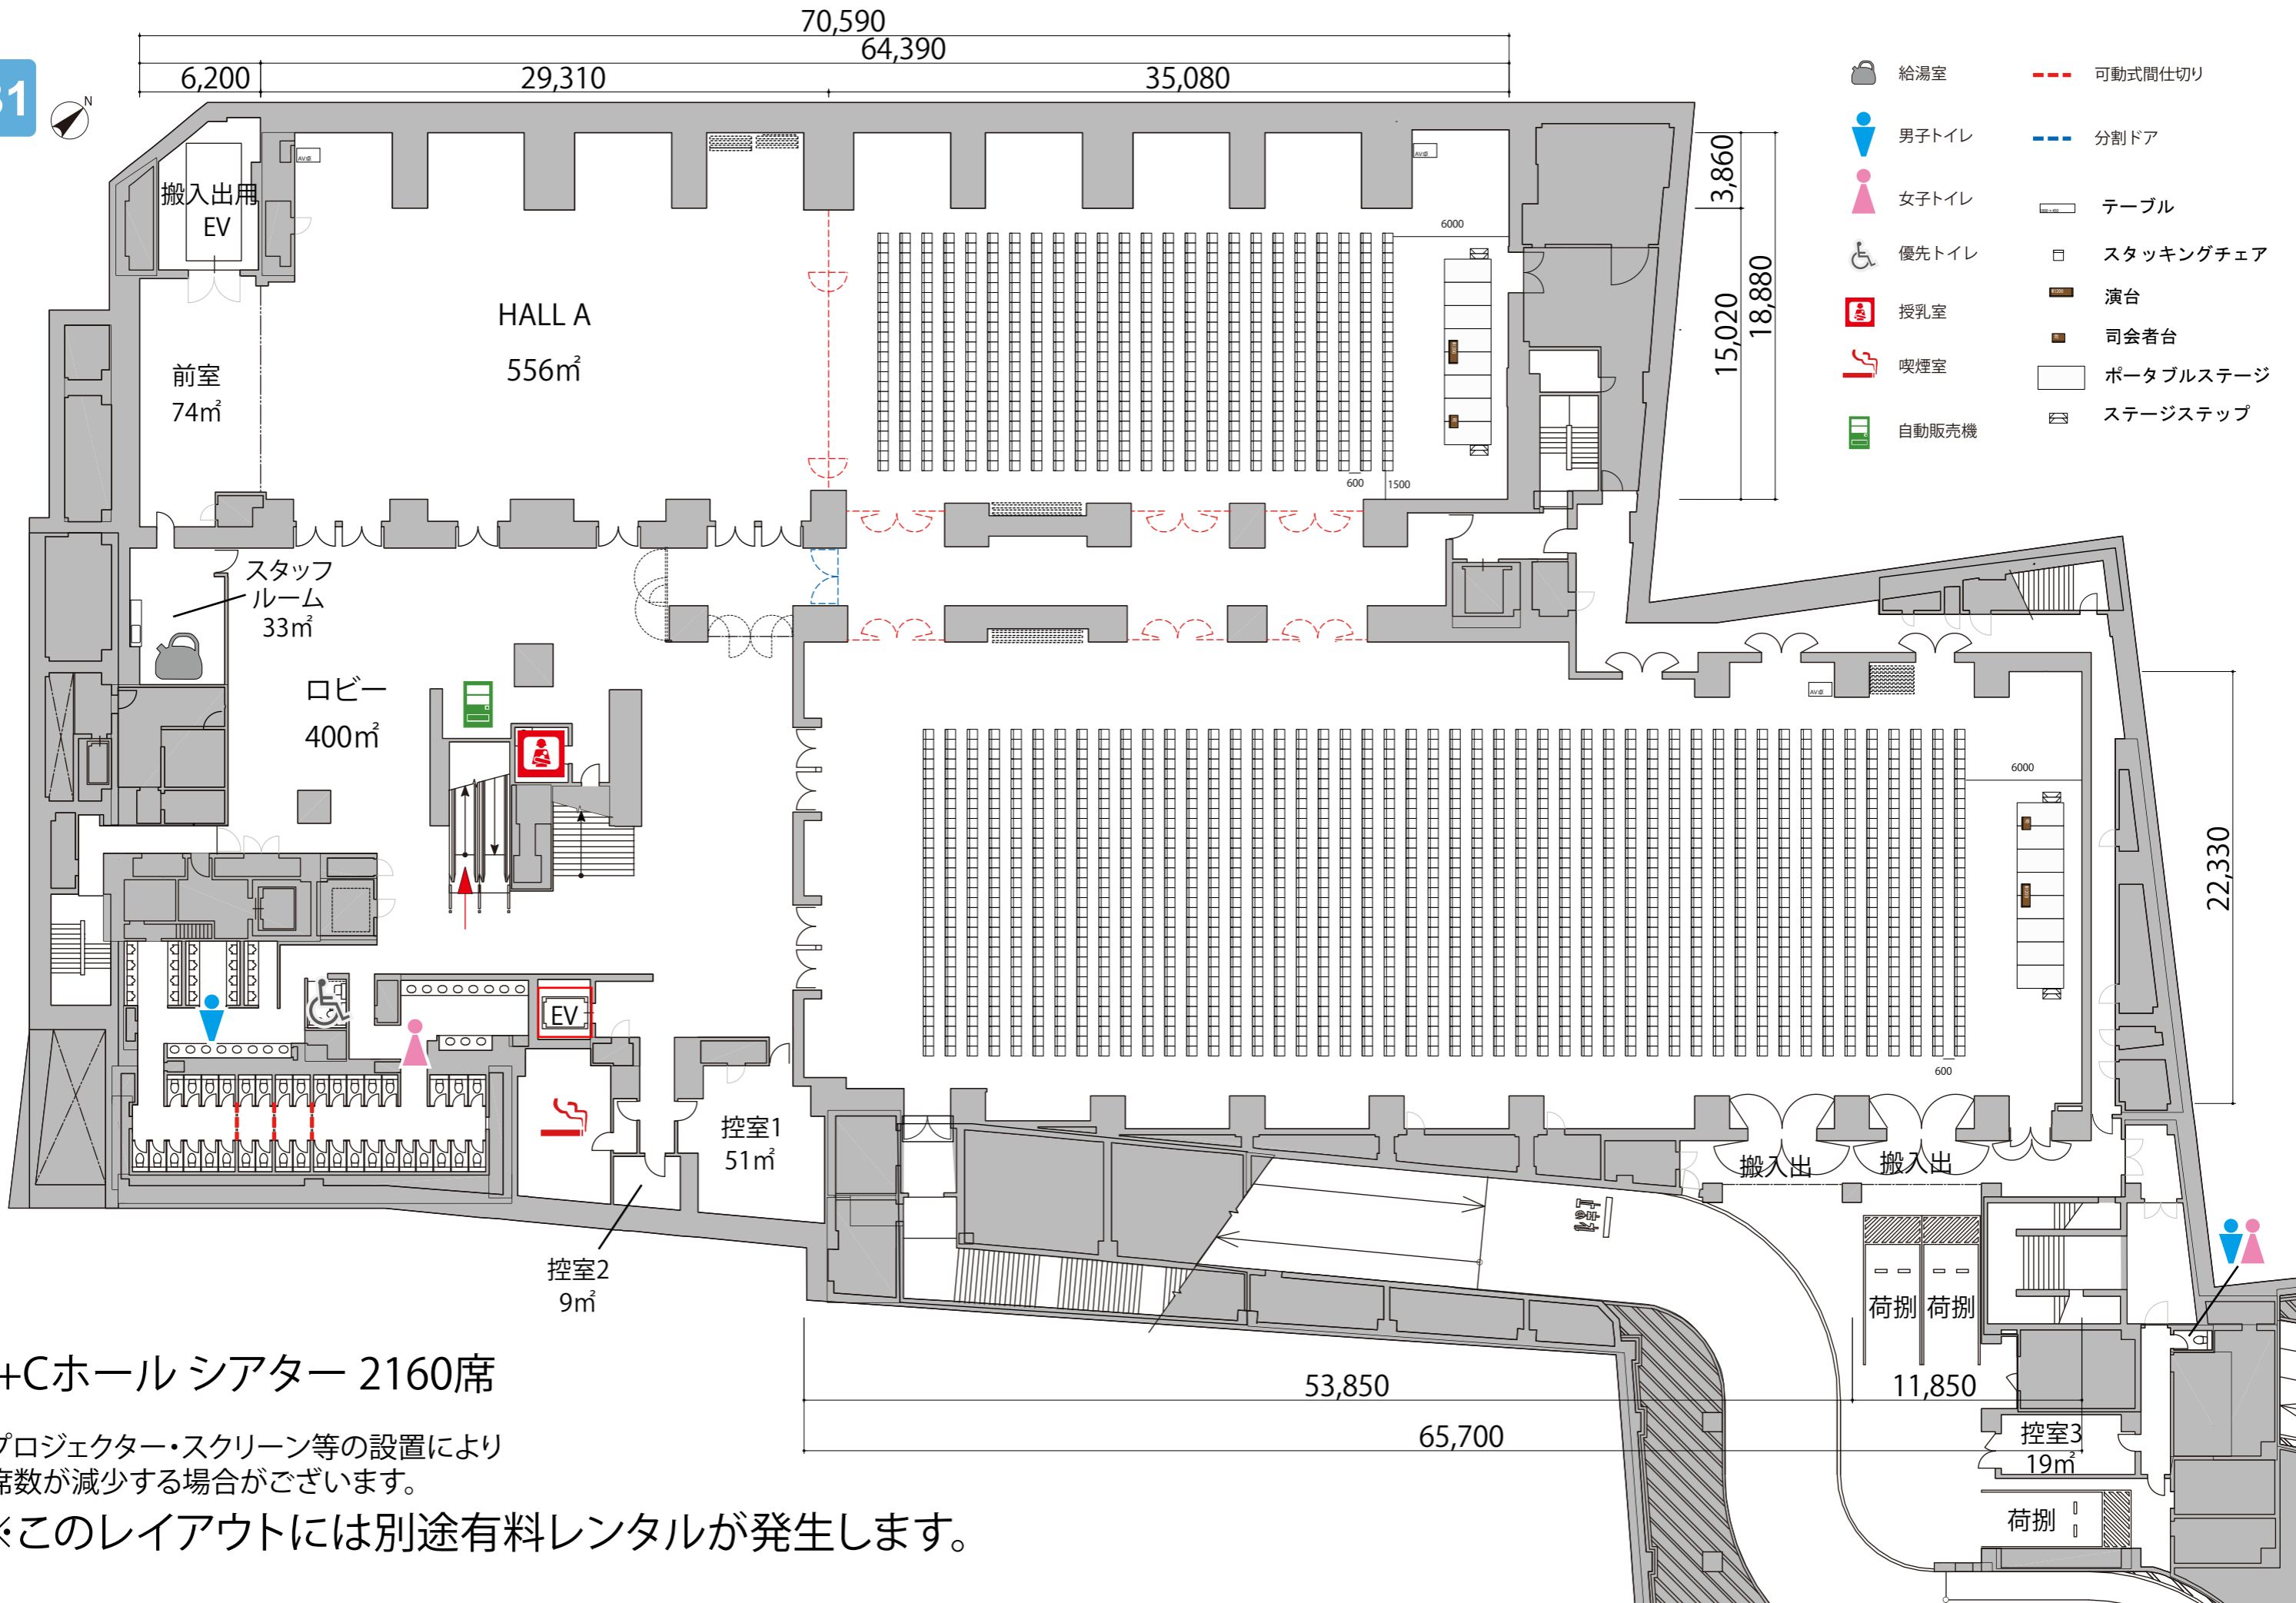 70,590
64,390
6,200
29,310
35,080
31
N
搬入出用
EV
HALL A
556㎡
前室
74㎡
AV卓
AV卓
6000
600
1500
3,860
15,020
18,880
給湯室
可動式間仕切り
男子トイレ
分割ドア
女子トイレ
テーブル
優先トイレ
スタッキングチェア
授乳室
演台
司会者台
喫煙室
ポータブルステージ
自動販売機
ステージステップ
スタッフ
ルーム
33㎡
ロビー
400㎡
AV卓
6000
600
22,330
EV
控室1
51㎡
控室2
9㎡
搬入出
搬入出
荷捌
荷捌
53,850
11,850
65,700
控室3
19㎡
荷捌
+Cホール シアター 2160席
プロジェクター・スクリーン等の設置により
席数が減少する場合がございます。
※このレイアウトには別途有料レンタルが発生します。